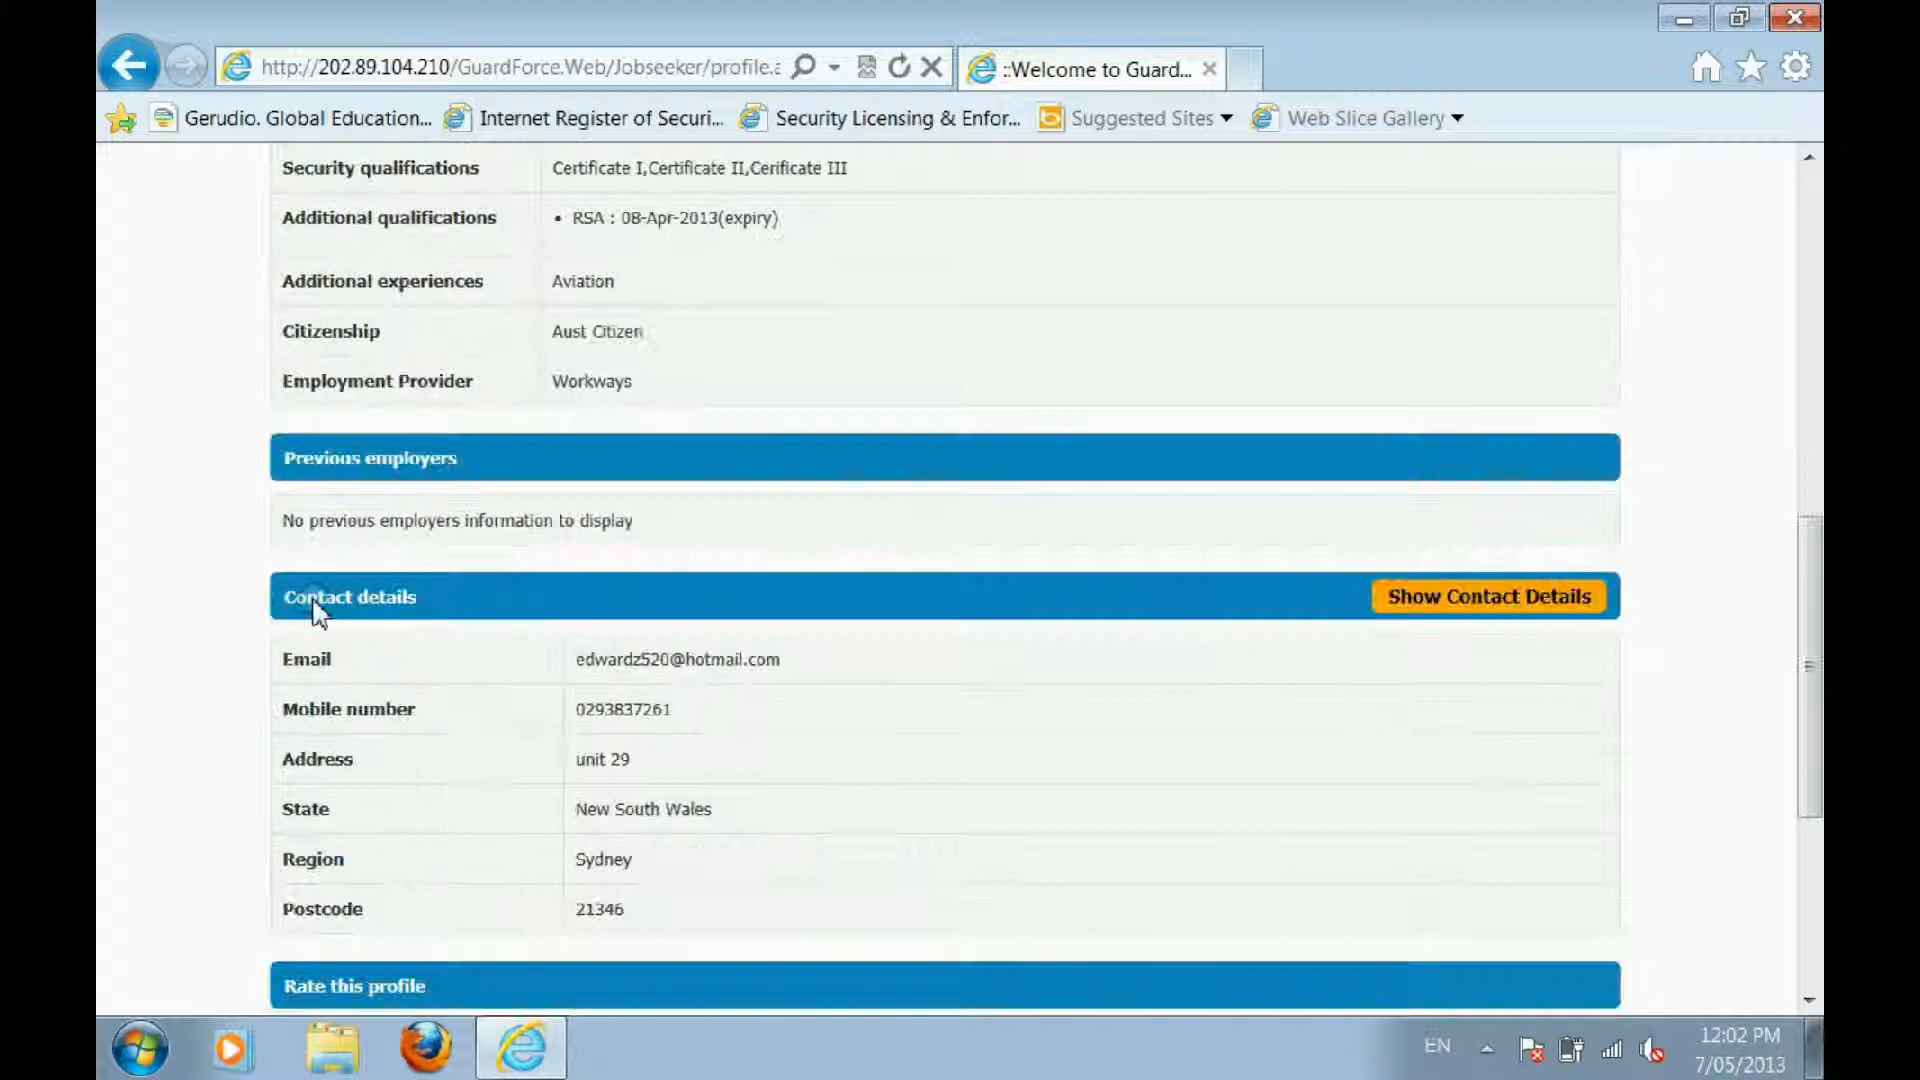 http://202.89.104.210/GuardForce.Web/Jobseeker/profile.a
::Welcome to Guard...
Gerudio. Global Education...
Internet Register of Securi...
Security Licensing & Enfor...
Suggested Sites
Web Slice Gallery
Security qualifications Certificate I,Certificate II,Cerificate III
Additional qualifications • RSA : 08-Apr-2013(expiry)
Additional experiences Aviation
Citizenship Aust Citizen
Employment Provider Workways
Previous employers
No previous employers information to display
Contact details Show Contact Details
Email edwardz520@hotmail.com
Mobile number 0293837261
Address unit 29
State New South Wales
Region Sydney
Postcode 21346
Rate this profile
EN
12:02 PM
7/05/2013